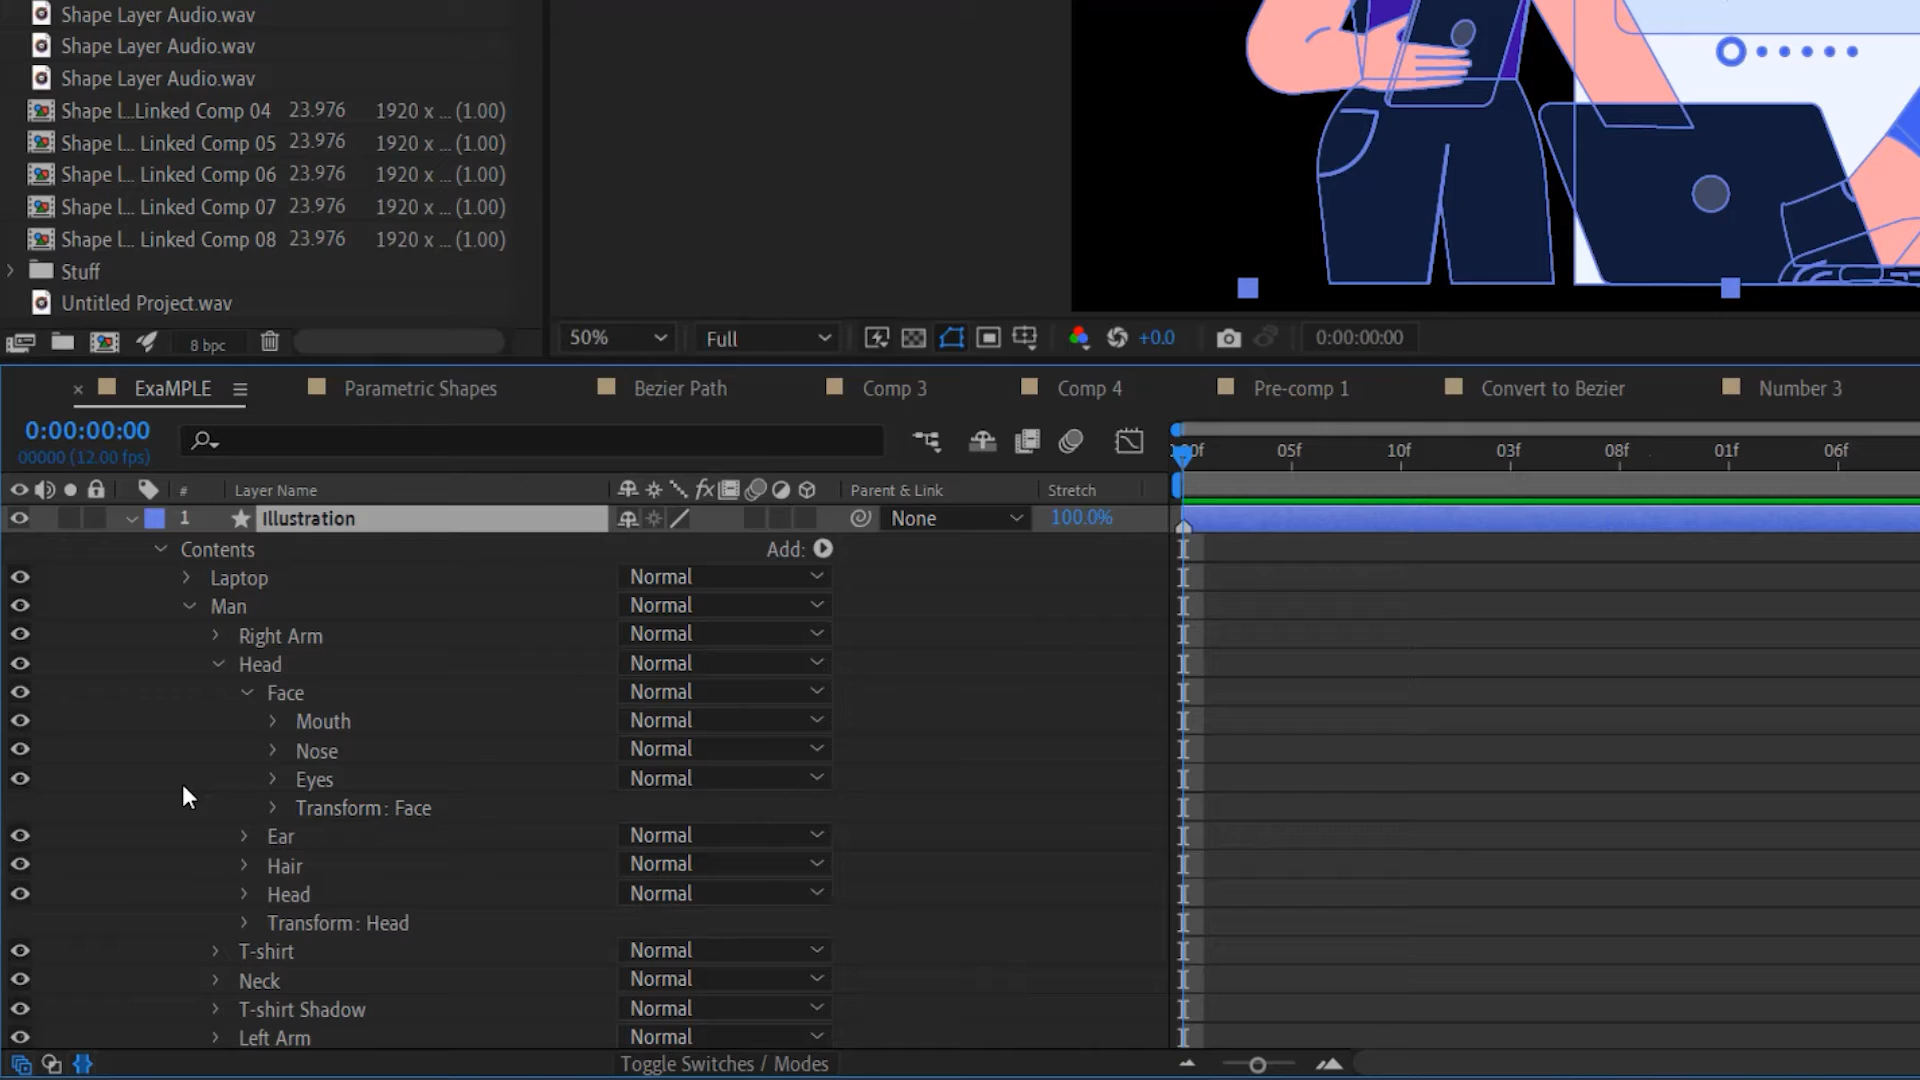 Shape Layer Audio.wav
Shape Layer Audio.wav
Shape Layer Audio.wav
Shape l...Linked Comp 04 23.976 1920 x ... (1.00)
Shape l... Linked Comp 05 23.976 1920 x ... (1.00)
Shape l... Linked Comp 06 23.976 1920 x ... (1.00)
Shape l... Linked Comp 07 23.976 1920 x ... (1.00)
Shape l... Linked Comp 08 23.976 1920 x ... (1.00)
Stuff
Untitled Project.wav
8 bpc
50% Full +0.0 0:00:00:00
ExaMPLE Parametric Shapes Bezier Path Comp 3 Comp 4 Pre-comp 1 Convert to Bezier Number 3
0:00:00:00
00000 (12.00 fps)
05f 10f 03f 08f 01f 06f
# Layer Name fx Parent & Link Stretch
1 Illustration None 100.0%
Contents Add:
Laptop Normal
Man Normal
Right Arm Normal
Head Normal
Face Normal
Mouth Normal
Nose Normal
Eyes Normal
Transform: Face
Ear Normal
Hair Normal
Head Normal
Transform: Head
T-shirt Normal
Neck Normal
T-shirt Shadow Normal
Left Arm Normal
Toggle Switches / Modes